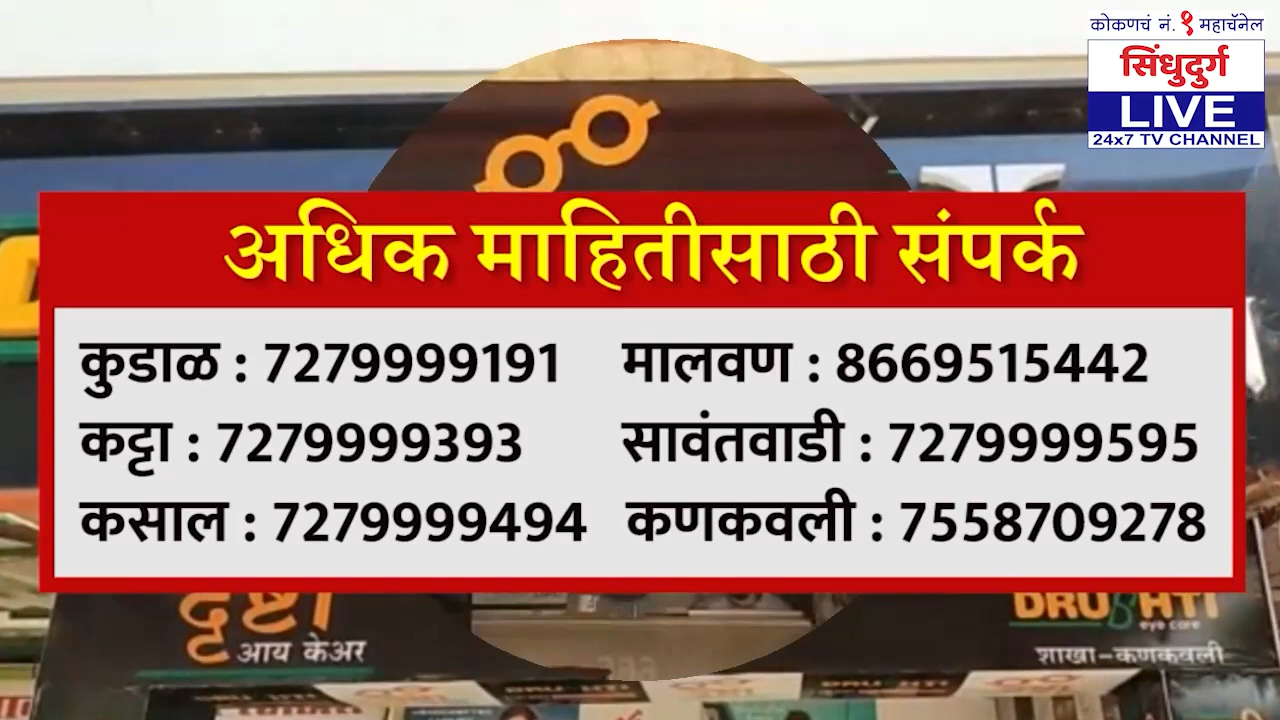 कोकणचं नं. १ महाचॅनेल
सिंधुदुर्ग
LIVE
24x7 TV CHANNEL
अधिक माहितीसाठी संपर्क
कुडाळ : 7279999191 मालवण : 8669515442
कट्टा : 7279999393 सावंतवाडी : 7279999595
कसाल : 7279999494 कणकवली : 7558709278
आय केअर
eye care
शाखा-कणकवली